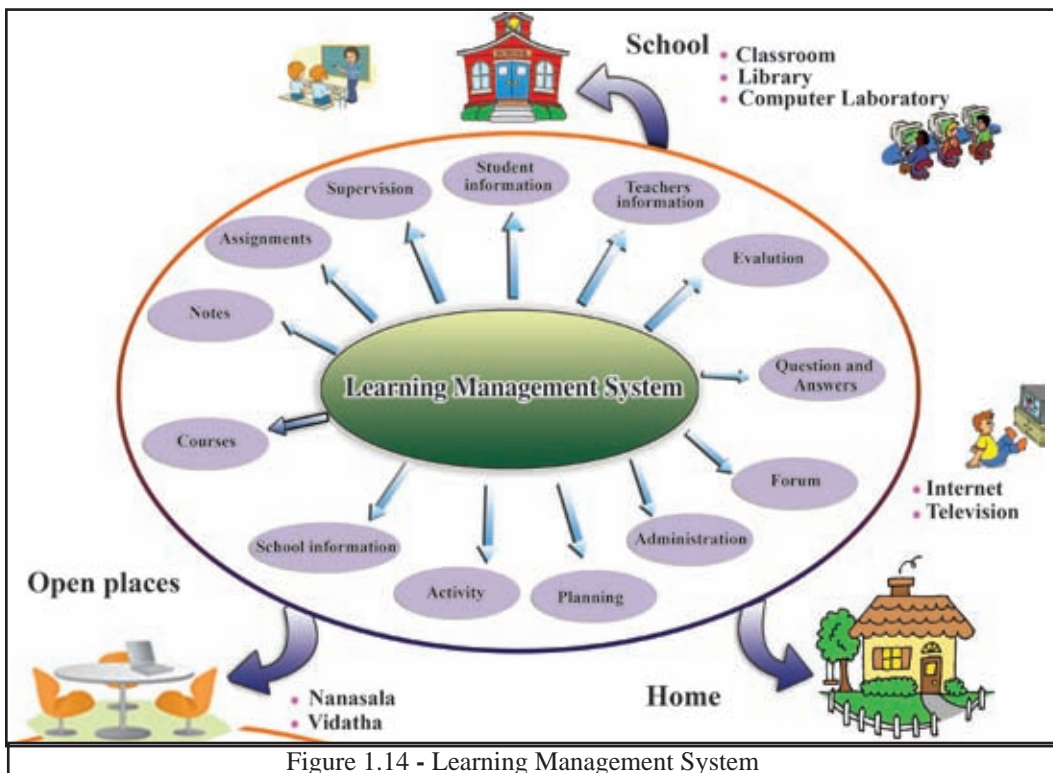 School
• Classroom
• Library
• Computer Laboratory
SCHOOL
Student
information
Supervision
Teachers
information
Assignments
Evalution
Notes
Learning Management System
Question and
Answers
Courses
Forum
• Internet
• Television
School information
Administration
Activity
Planning
Open places
• Nanasala
• Vidatha
Home
Figure 1.14 - Learning Management System